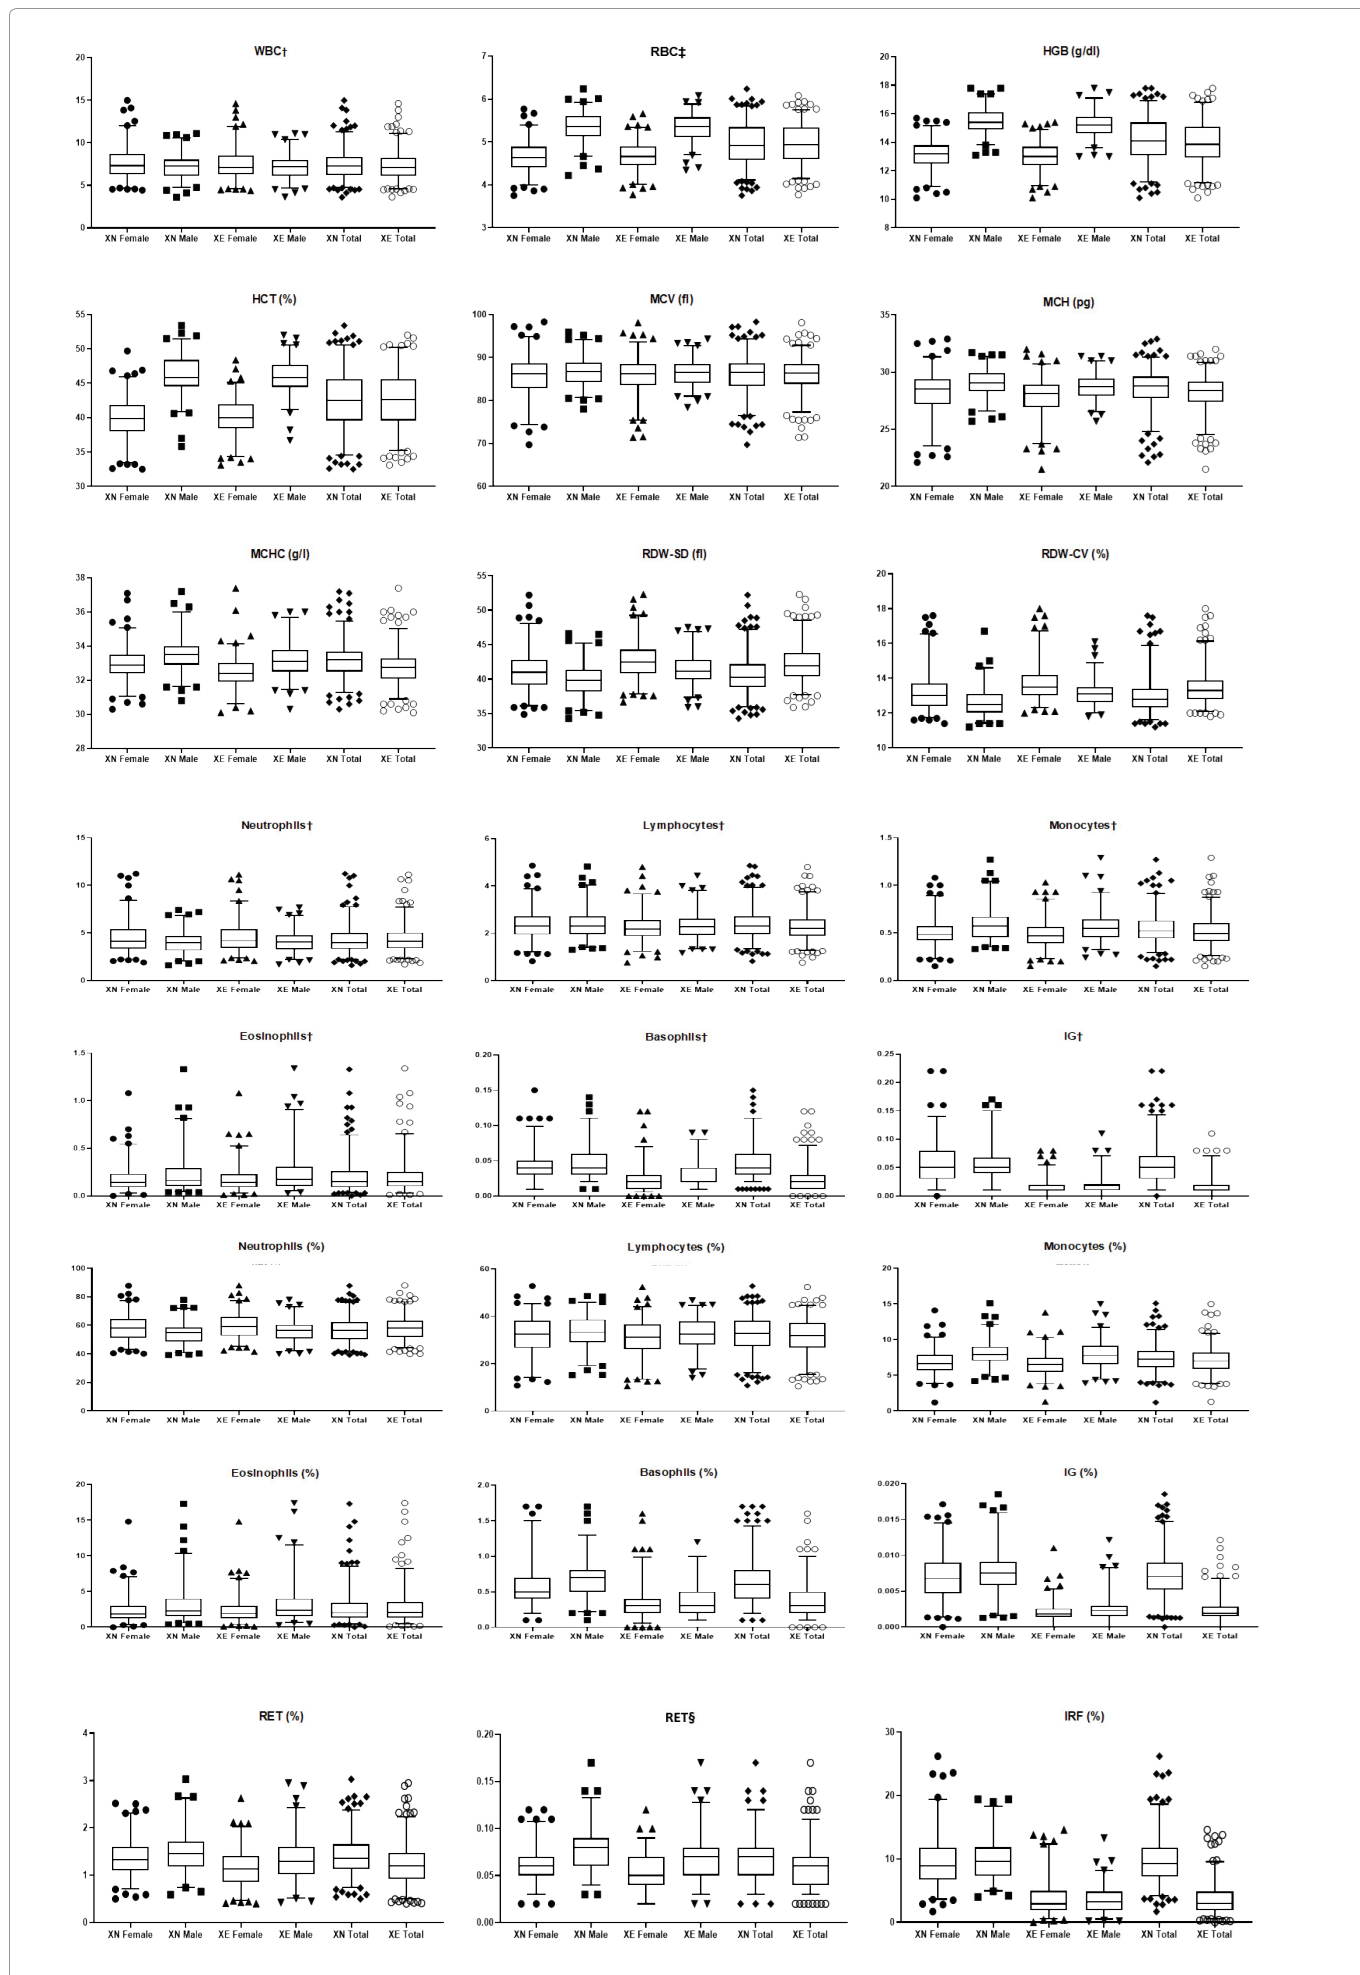 WBC† RBC‡ HGB (g/dl)
20 7 20
18
15 6 16
10 5 14
12
5 4 10
0 3 8
XN Female XN Male XE Female XE Male XN Total XE Total XN Female XN Male XE Female XE Male XN Total XE Total XN Female XN Male XE Female XE Male XN Total XE Total
HCT (%) MCV (fl) MCH (pg)
55 100 35
50 90 30
45
40 80 25
35 70
30 60 20
XN Female XN Male XE Female XE Male XN Total XE Total XN Female XN Male XE Female XE Male XN Total XE Total XN Female XN Male XE Female XE Male XN Total XE Total
MCHC (g/l) RDW-SD (fl) RDW-CV (%)
38 55 20
36 50 18
34 45 16
32 40 14
30 35 12
28 30 10
XN Female XN Male XE Female XE Male XN Total XE Total XN Female XN Male XE Female XE Male XN Total XE Total XN Female XN Male XE Female XE Male XN Total XE Total
Neutrophils† Lymphocytes† Monocytes†
15 6 1.5
10 4 1.0
5 2 0.5
0 0 0.0
XN Female XN Male XE Female XE Male XN Total XE Total XN Female XN Male XE Female XE Male XN Total XE Total XN Female XN Male XE Female XE Male XN Total XE Total
Eosinophils† Basophils† IG†
1.5 0.20 0.25
1.0 0.15 0.20
0.10 0.15
0.5 0.05 0.10
0.05
0.0 0.00 0.00
XN Female XN Male XE Female XE Male XN Total XE Total XN Female XN Male XE Female XE Male XN Total XE Total XN Female XN Male XE Female XE Male XN Total XE Total
Neutrophils (%) Lymphocytes (%) Monocytes (%)
100 60 20
80 40 15
60 10
40 20 5
20
0 0 0
XN Female XN Male XE Female XE Male XN Total XE Total XN Female XN Male XE Female XE Male XN Total XE Total XN Female XN Male XE Female XE Male XN Total XE Total
Eosinophils (%) Basophils (%) IG (%)
20 2.0 0.020
15 1.5 0.015
10 1.0 0.010
5 0.5 0.005
0 0.0 0.000
XN Female XN Male XE Female XE Male XN Total XE Total XN Female XN Male XE Female XE Male XN Total XE Total XN Female XN Male XE Female XE Male XN Total XE Total
RET (%) RET§ IRF (%)
4 0.20 30
3 0.15 20
2 0.10
1 0.05 10
0 0.00 0
XN Female XN Male XE Female XE Male XN Total XE Total XN Female XN Male XE Female XE Male XN Total XE Total XN Female XN Male XE Female XE Male XN Total XE Total